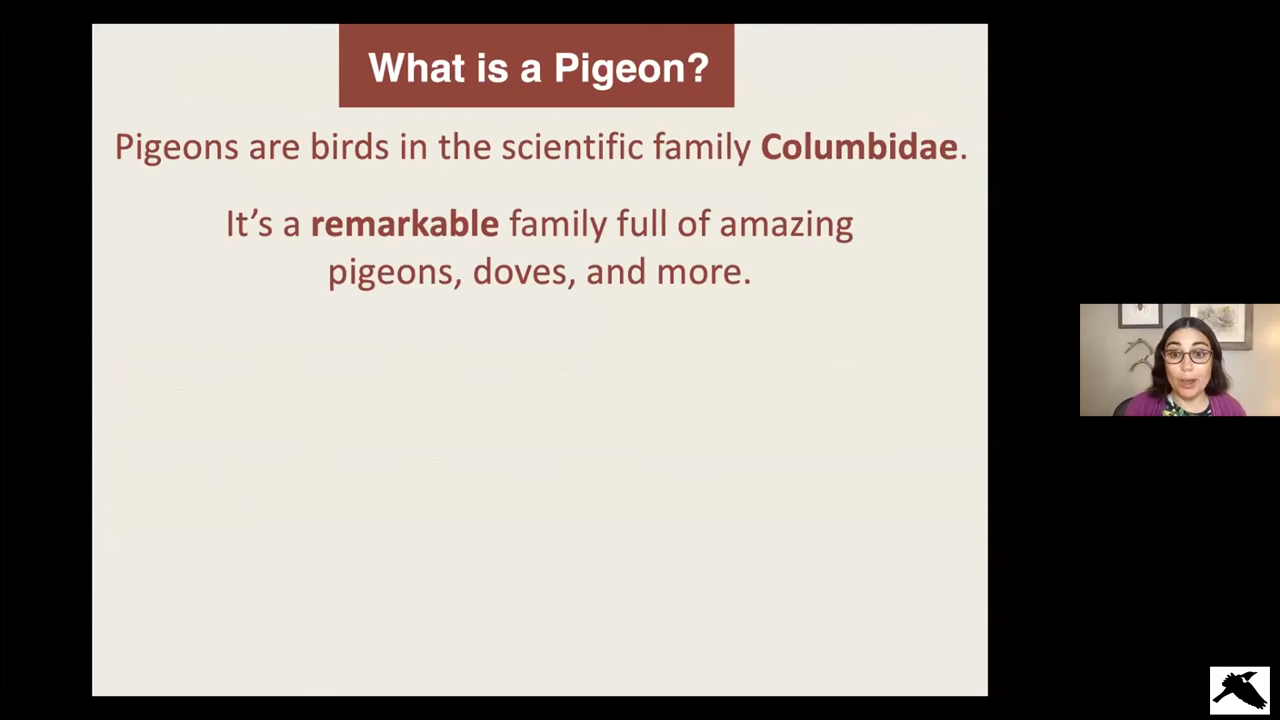 What is a Pigeon?
Pigeons are birds in the scientific family Columbidae.
It’s a remarkable family full of amazing
pigeons, doves, and more.